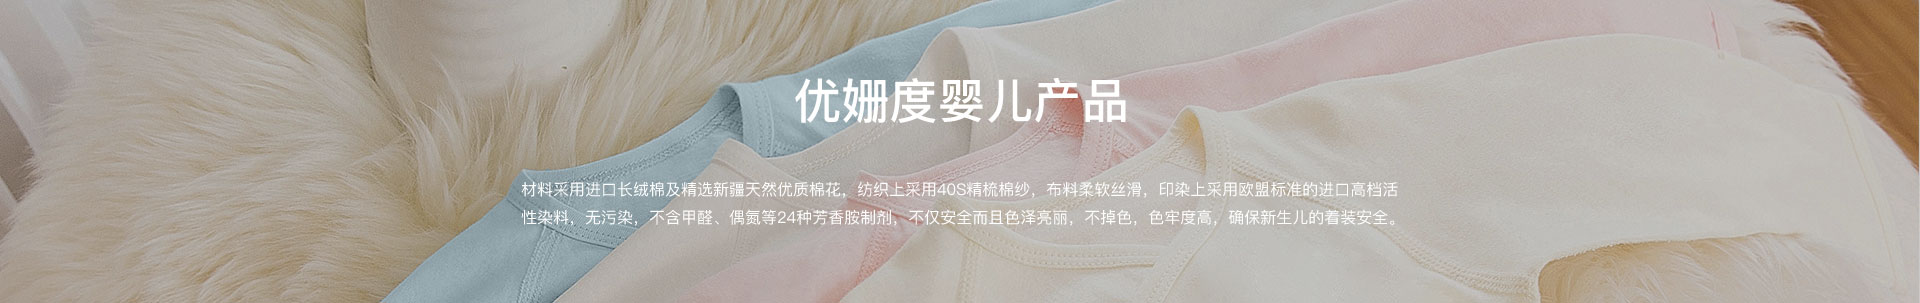 优姗度婴儿产品
材料采用进口长绒棉及精选新疆天然优质棉花，纺织上采用40S精梳棉纱，布料柔软丝滑，印染上采用欧盟标准的进口高档活
性染料，无污染，不含甲醛、偶氮等24种芳香胺制剂，不仅安全而且色泽亮丽，不掉色，色牢度高，确保新生儿的着装安全。